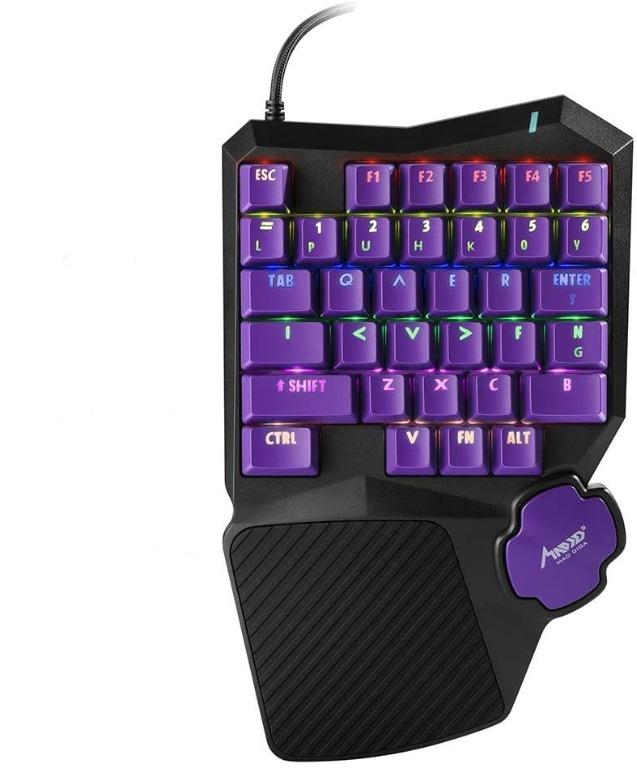 ESC F1 F2 F3 F4 F5
= 1 2 3 4 5 6
L P U H K O Y
TAB Q ^ E R ENTER
T
I < V > F N
G
⇧ SHIFT Z X C B
CTRL V FN ALT
MAD GIGA